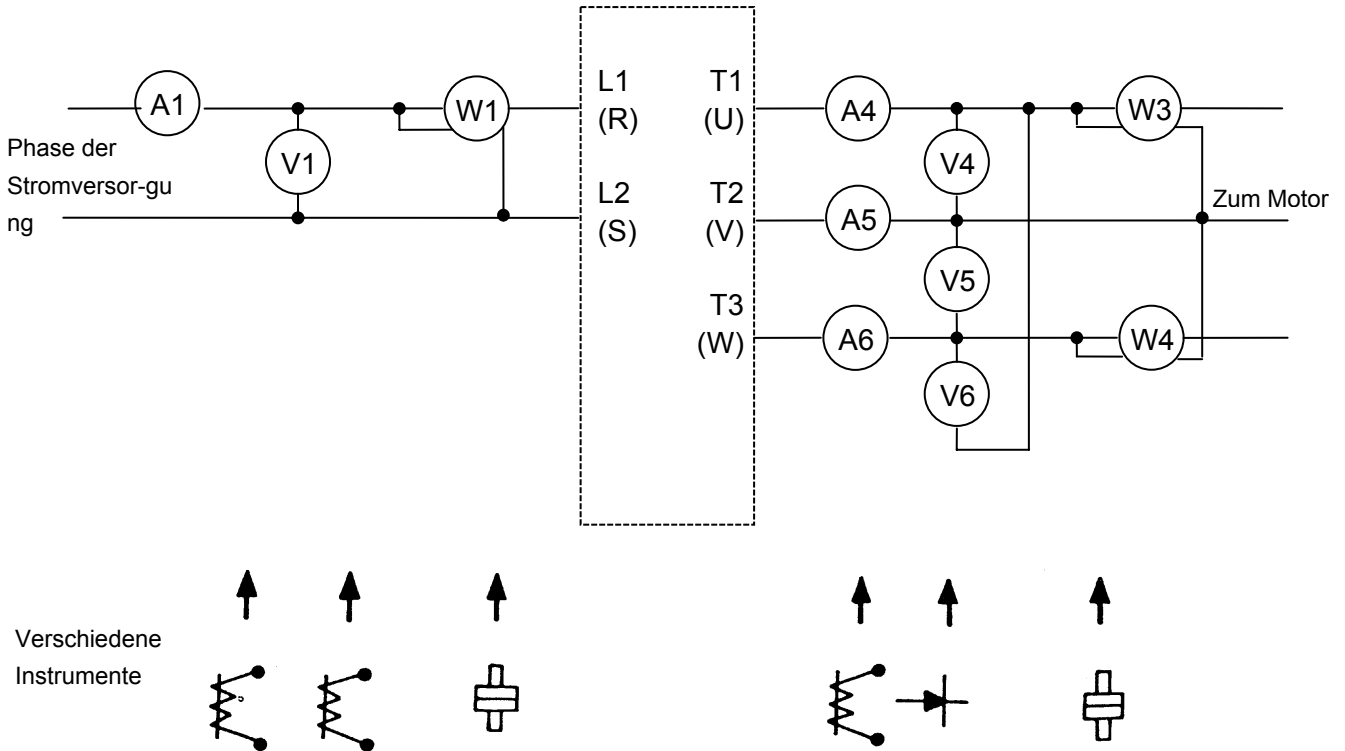 A1
V1
W1
Phase der
Stromversor-gu
ng
L1
(R)
L2
(S)
T1
(U)
T2
(V)
T3
(W)
A4
A5
A6
V4
V5
V6
W3
W4
Zum Motor
Verschiedene
Instrumente